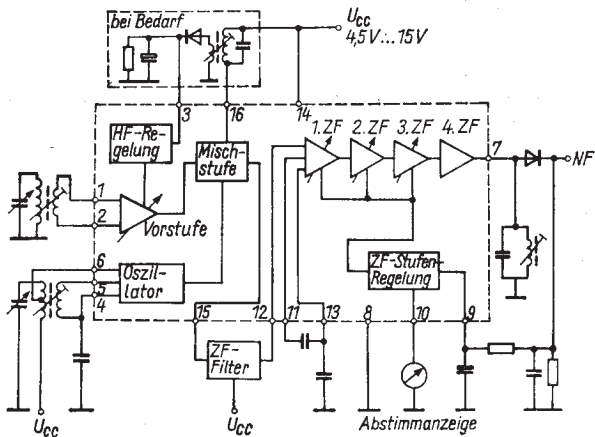 bei Bedarf
UCC
4,5V...15V
3
16
14
HF-Re-
gelung
Misch-
stufe
1.ZF
2.ZF
3.ZF
4.ZF
7
NF
1
2
Vorstufe
6
5
4
Oszil-
lator
ZF-Stufen-
Regelung
15
12
11
13
8
10
9
ZF-
Filter
UCC
UCC
Abstimmanzeige